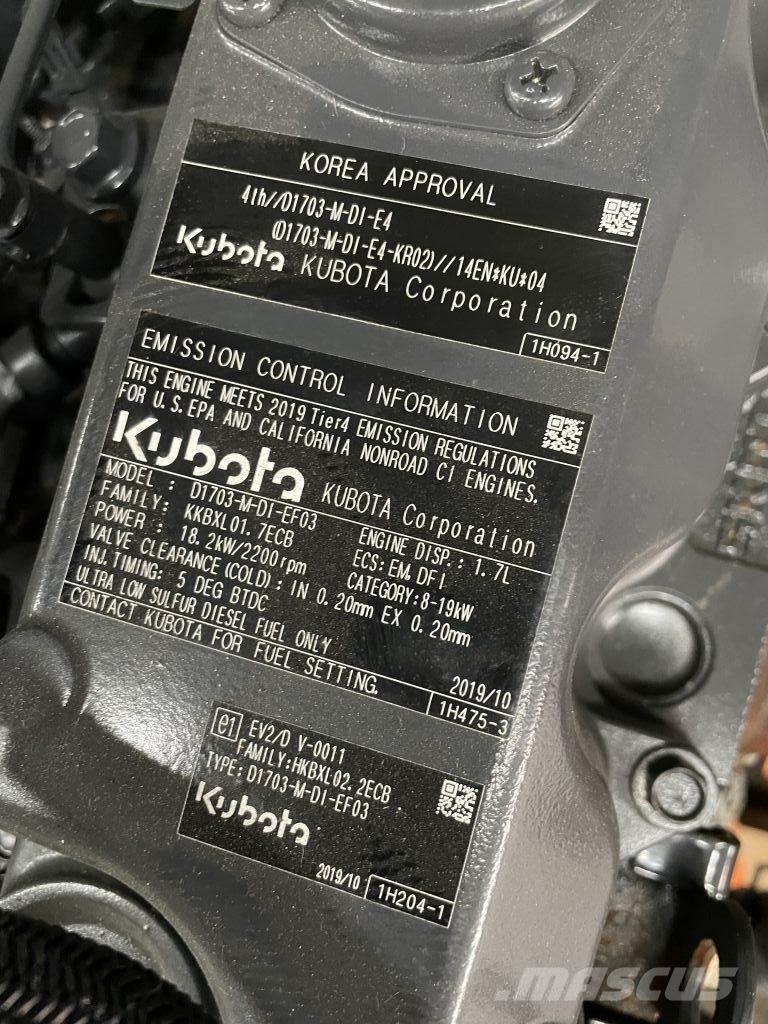 KOREA APPROVAL
4th//D1703-M-DI-E4
(D1703-M-DI-E4-KR02)//14EN*KU*04
Kubota KUBOTA Corporation
1H094-1
EMISSION CONTROL INFORMATION
THIS ENGINE MEETS 2019 Tier4 EMISSION REGULATIONS
FOR U.S.EPA AND CALIFORNIA NONROAD CI ENGINES.
Kubota KUBOTA Corporation
MODEL : D1703-M-DI-EF03 ENGINE DISP.: 1.7L
FAMILY: KKBXL01.7ECB ECS:EM,DFI
POWER : 18.2kW/2200rpm CATEGORY:8-19kW
VALVE CLEARANCE(COLD): IN 0.20mm EX 0.20mm
INJ.TIMING: 5 DEG BTDC
ULTRA LOW SULFUR DIESEL FUEL ONLY
CONTACT KUBOTA FOR FUEL SETTING.
2019/10
1H475-3
e1 EV2/D V-0011
FAMILY:HKBXL02.2ECB
TYPE:D1703-M-DI-EF03
Kubota
2019/10 1H204-1
MASCUS